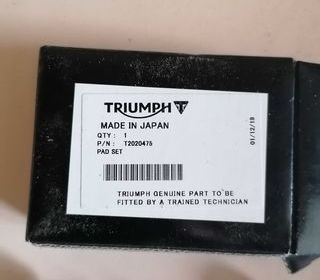 TRIUMPH
MADE IN JAPAN
QTY : 1
P/N : T2020475
PAD SET
TRIUMPH GENUINE PART TO BE
FITTED BY A TRAINED TECHNICIAN
01/12/18